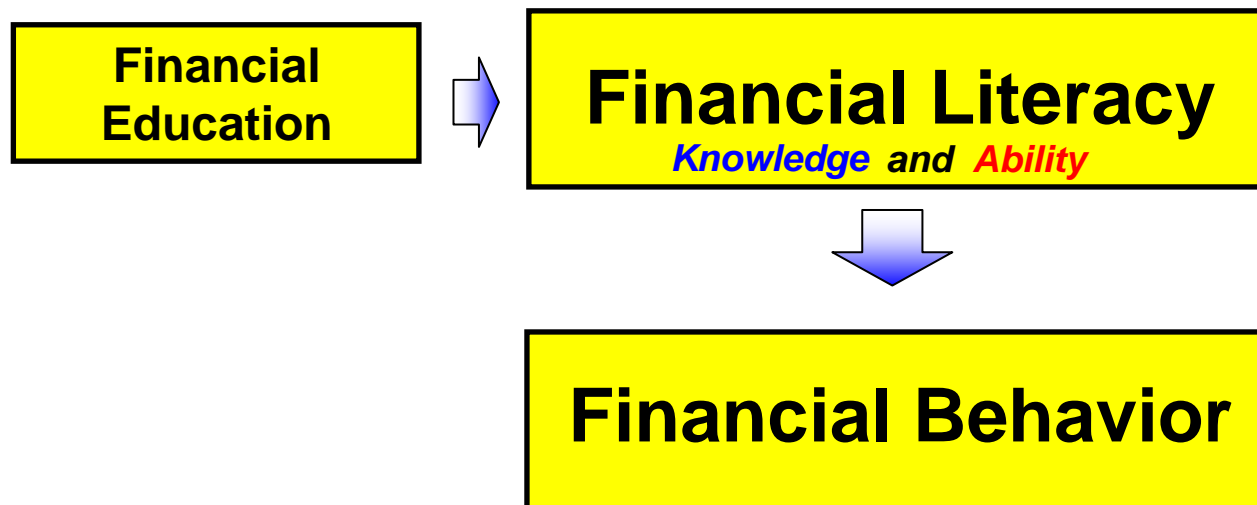 Financial
Education
Financial Literacy
Knowledge and Ability
Financial Behavior